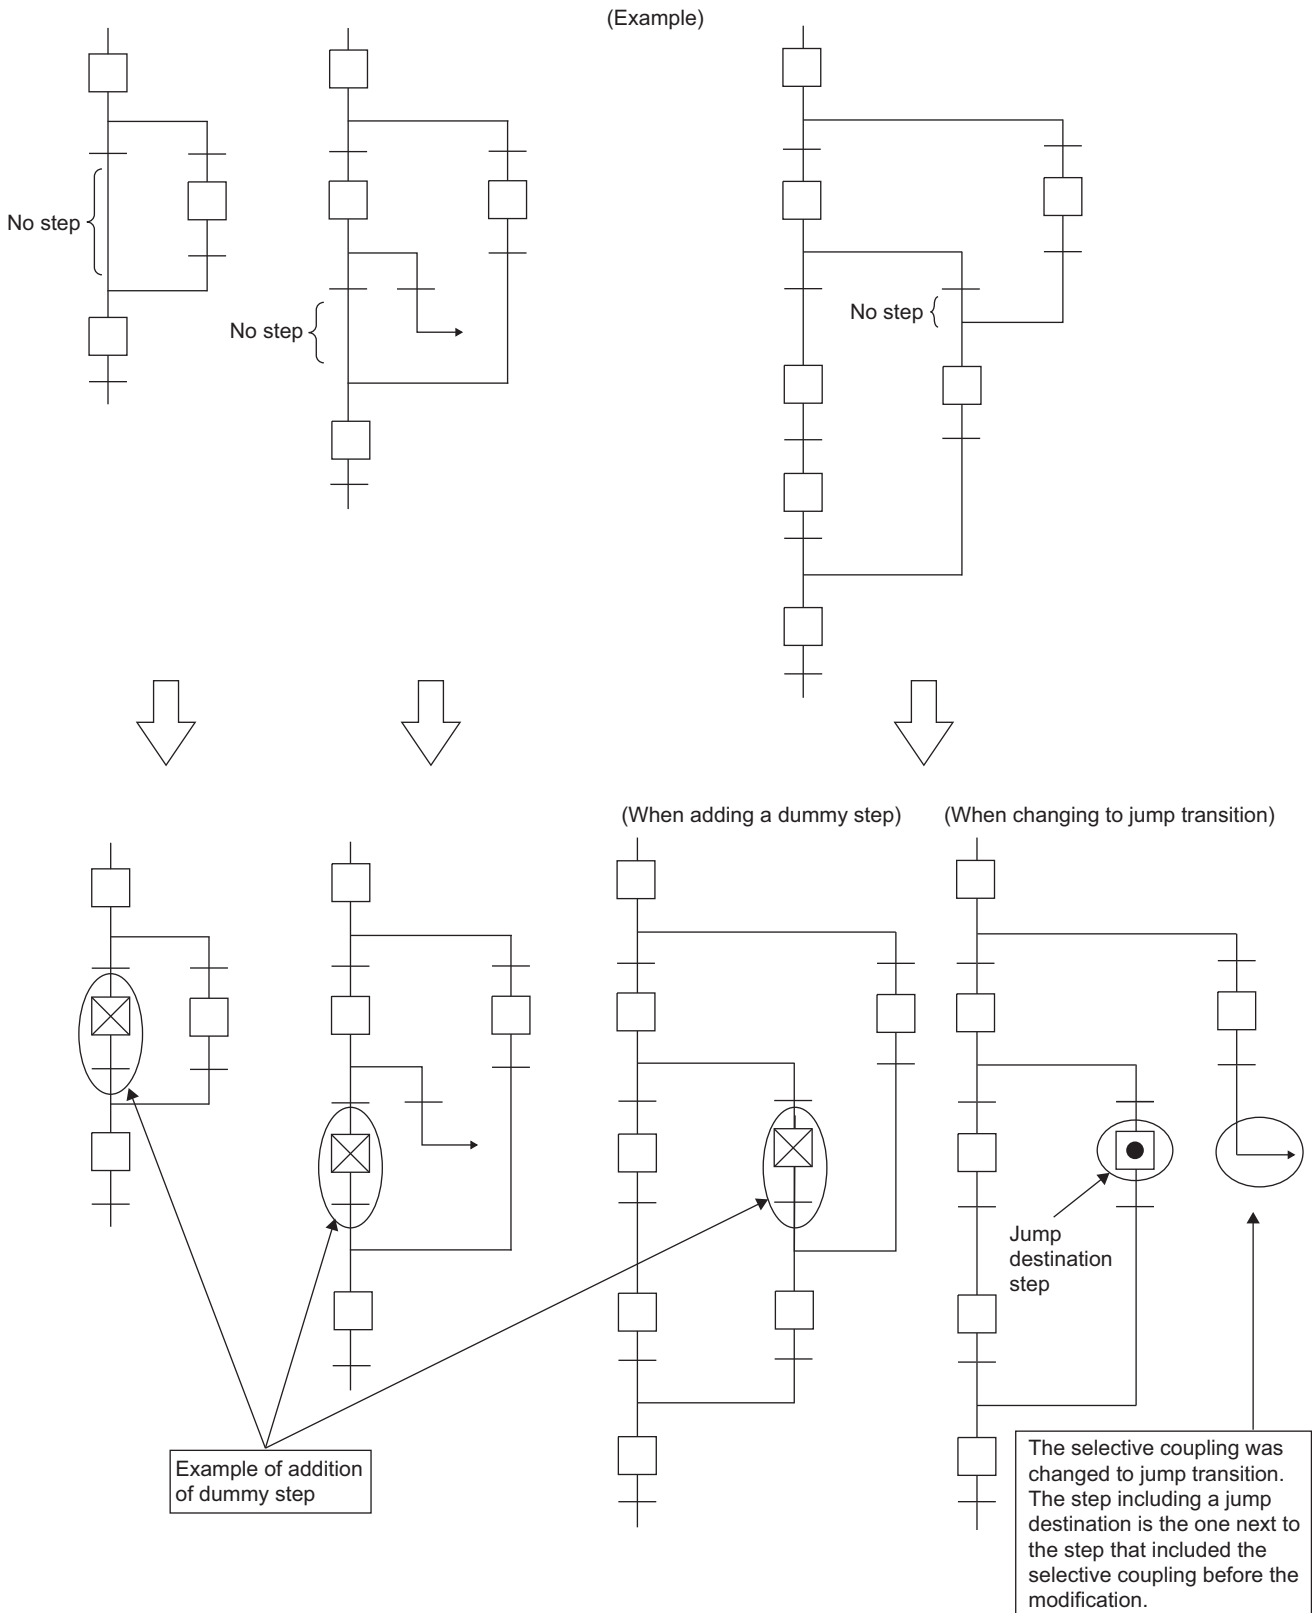 (Example)
No step
No step
No step
(When adding a dummy step)
(When changing to jump transition)
Jump
destination
step
Example of addition
of dummy step
The selective coupling was
changed to jump transition.
The step including a jump
destination is the one next to
the step that included the
selective coupling before the
modification.